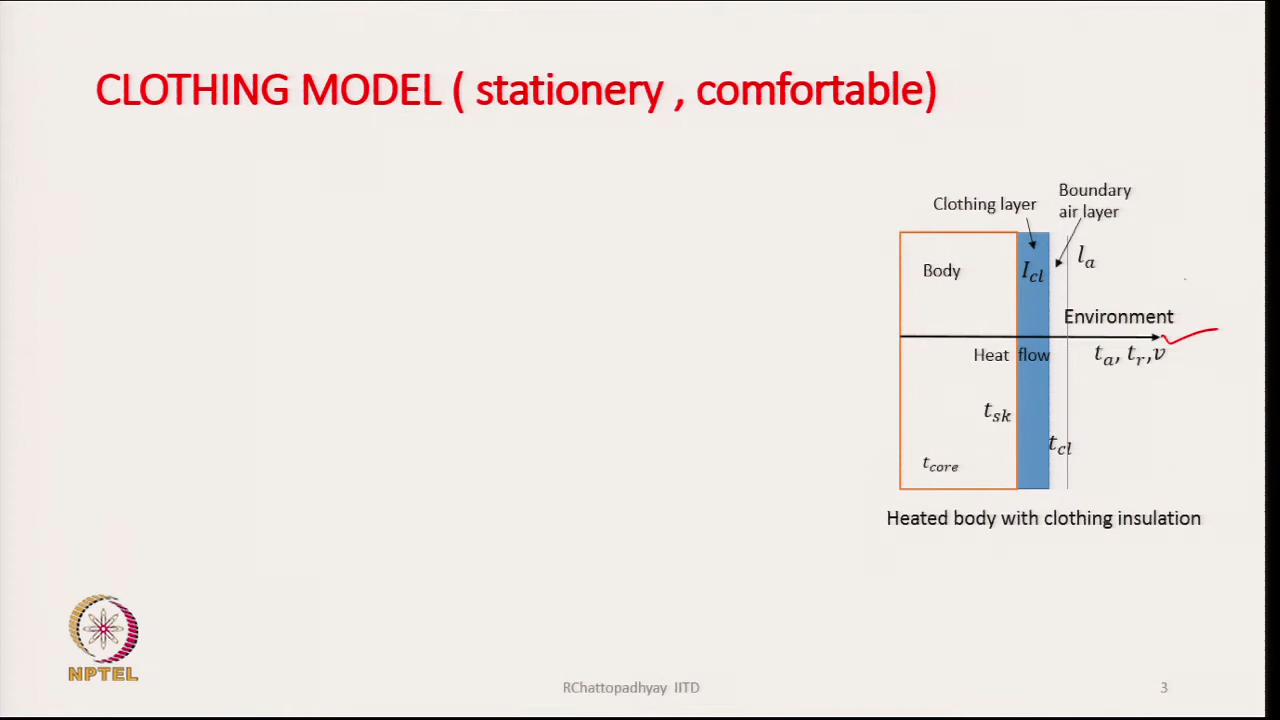 CLOTHING MODEL ( stationery , comfortable)
Clothing layer
Boundary
air layer
Body
I_cl
l_a
Environment
Heat flow
t_a, t_r,v
t_sk
t_cl
t_core
Heated body with clothing insulation
NPTEL
RChattopadhyay IITD
3